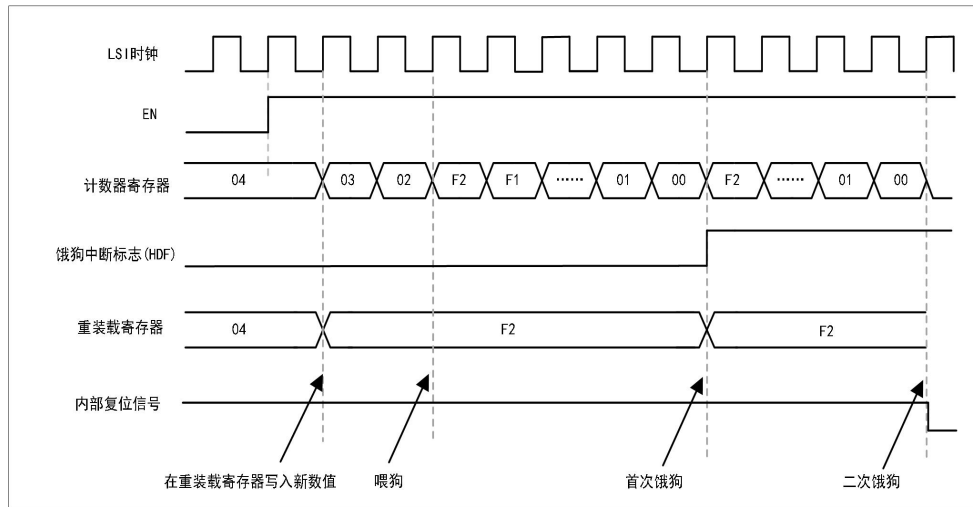 LSI时钟
EN
计数器寄存器 04 03 02 F2 F1 …… 01 00 F2 …… 01 00
饿狗中断标志(HDF)
重装载寄存器 04 F2 F2
内部复位信号
在重装载寄存器写入新数值 喂狗 首次饿狗 二次饿狗